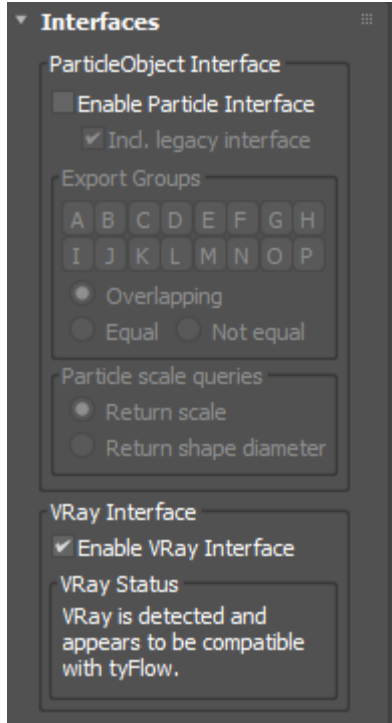 Interfaces
ParticleObject Interface
Enable Particle Interface
Incl. legacy interface
Export Groups
A B C D E F G H
I J K L M N O P
Overlapping
Equal Not equal
Particle scale queries
Return scale
Return shape diameter
VRay Interface
Enable VRay Interface
VRay Status
VRay is detected and
appears to be compatible
with tyFlow.